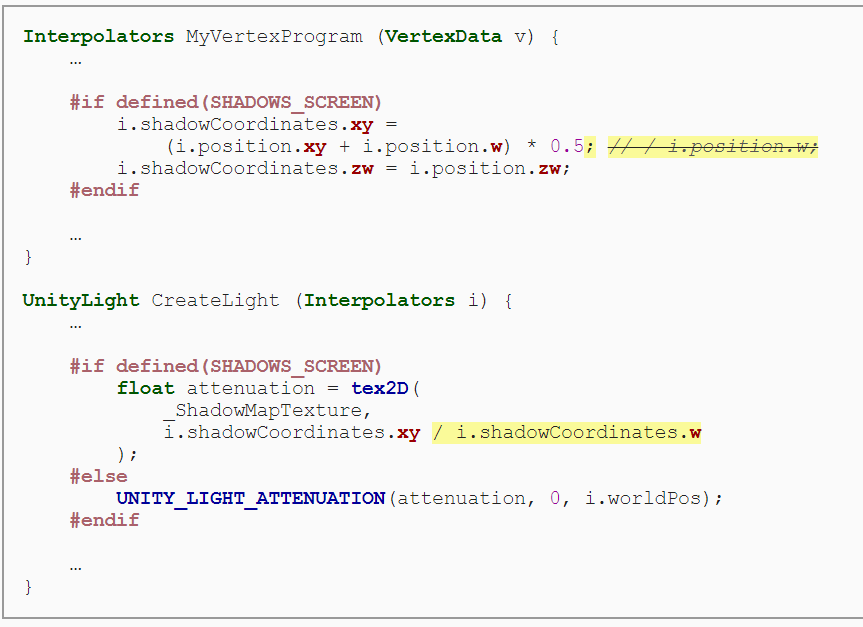 Interpolators MyVertexProgram (VertexData v) {
…
#if defined(SHADOWS_SCREEN)
i.shadowCoordinates.xy =
(i.position.xy + i.position.w) * 0.5; // / i.position.w;
i.shadowCoordinates.zw = i.position.zw;
#endif
…
}
UnityLight CreateLight (Interpolators i) {
…
#if defined(SHADOWS_SCREEN)
float attenuation = tex2D(
_ShadowMapTexture,
i.shadowCoordinates.xy / i.shadowCoordinates.w
);
#else
UNITY_LIGHT_ATTENUATION(attenuation, 0, i.worldPos);
#endif
…
}